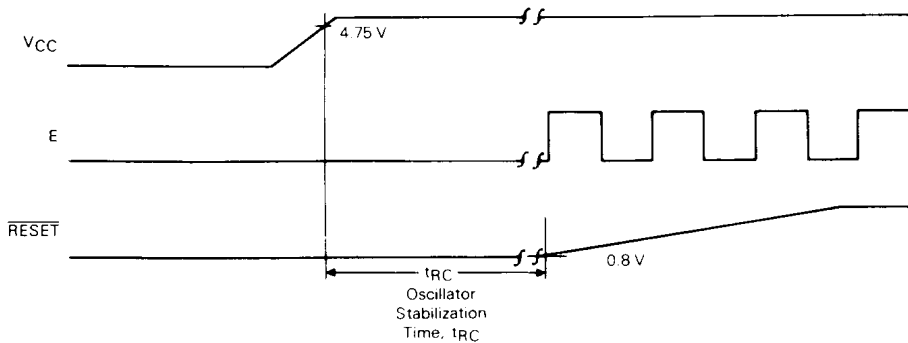 VCC
4.75 V
E
RESET
0.8 V
tRC
Oscillator
Stabilization
Time, tRC